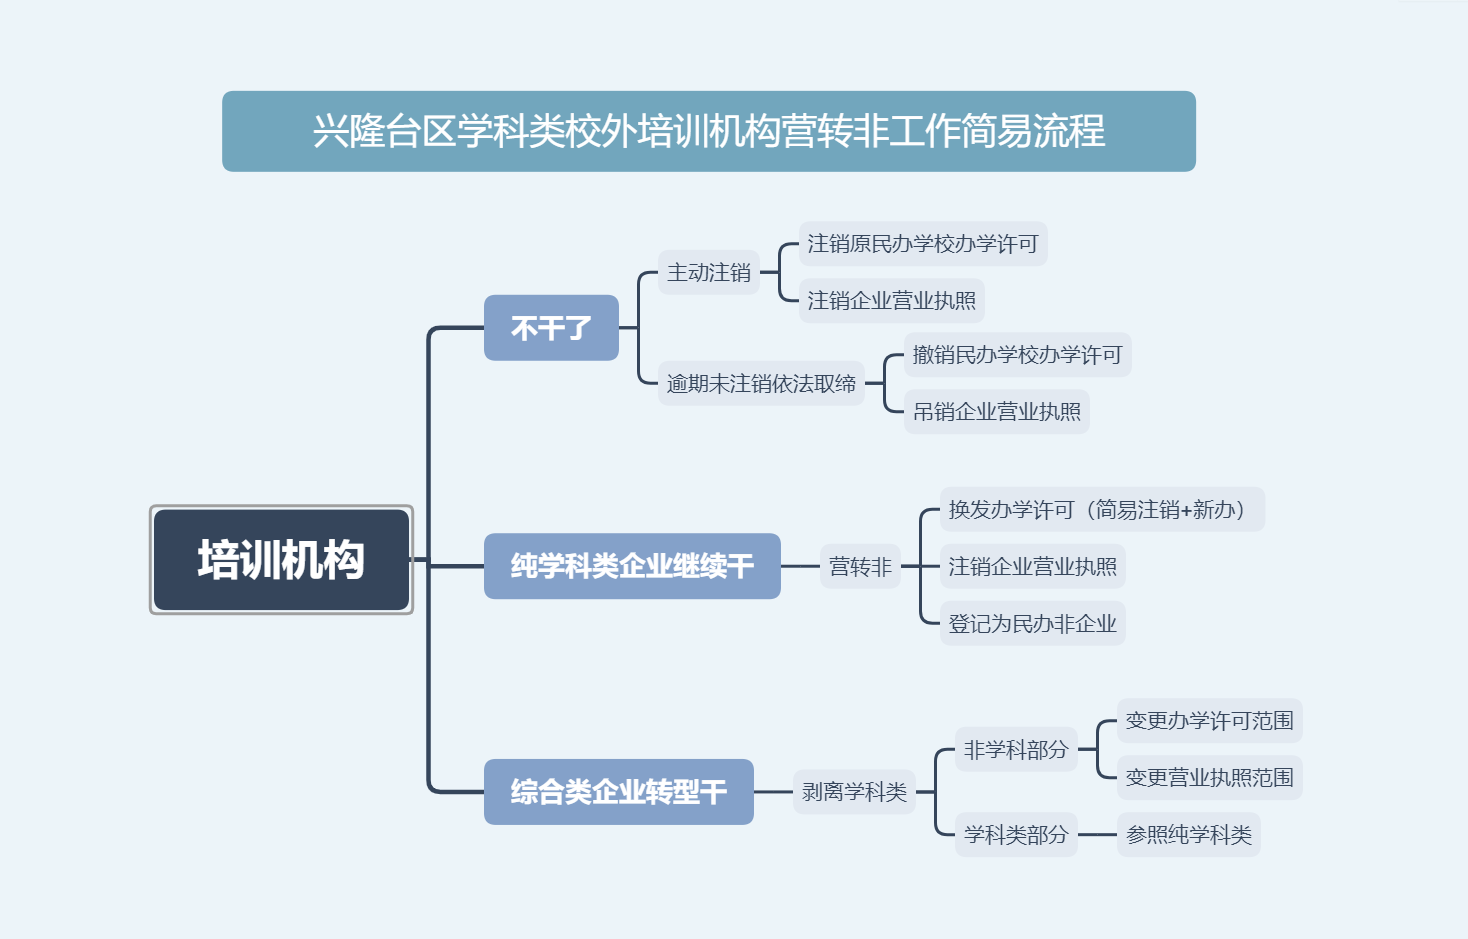 兴隆台区学科类校外培训机构营转非工作简易流程
培训机构
不干了
主动注销
注销原民办学校办学许可
注销企业营业执照
逾期未注销依法取缔
撤销民办学校办学许可
吊销企业营业执照
纯学科类企业继续干
营转非
换发办学许可（简易注销+新办）
注销企业营业执照
登记为民办非企业
综合类企业转型干
剥离学科类
非学科部分
变更办学许可范围
变更营业执照范围
学科类部分
参照纯学科类